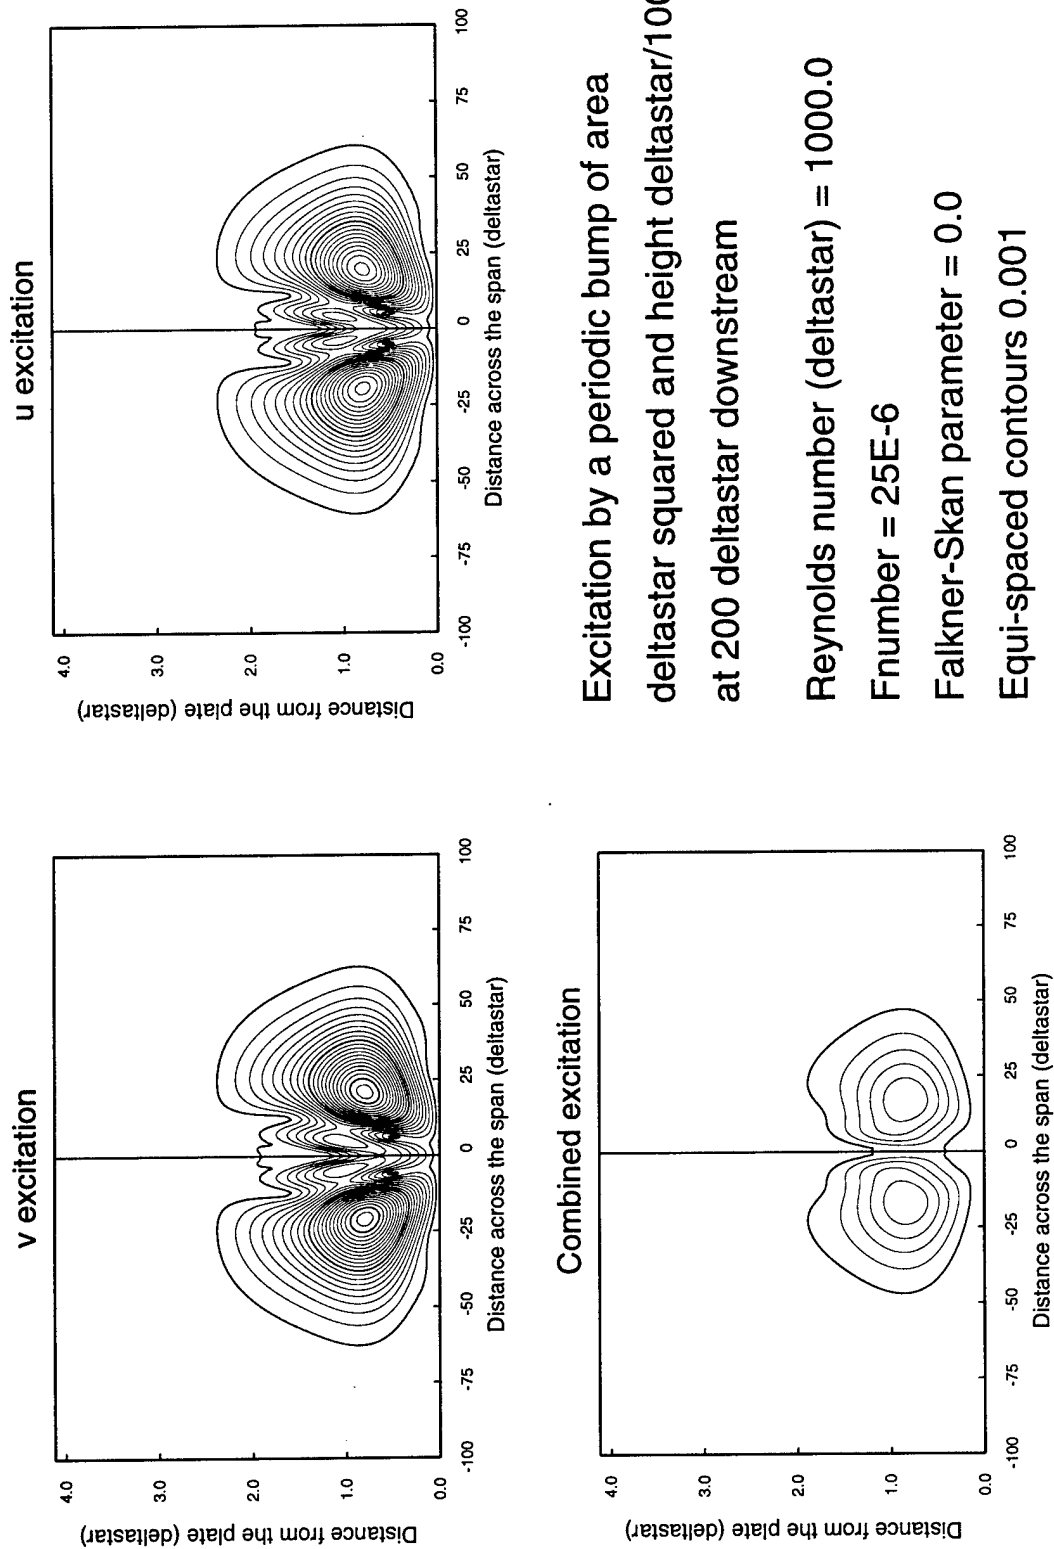 v excitation
Distance from the plate (deltastar)
4.0
3.0
2.0
1.0
0.0
-100 -75 -50 -25 0 25 50 75 100
Distance across the span (deltastar)
u excitation
Distance from the plate (deltastar)
4.0
3.0
2.0
1.0
0.0
-100 -75 -50 -25 0 25 50 75 100
Distance across the span (deltastar)
Combined excitation
Distance from the plate (deltastar)
4.0
3.0
2.0
1.0
0.0
-100 -75 -50 -25 0 25 50 75 100
Distance across the span (deltastar)
Excitation by a periodic bump of area
deltastar squared and height deltastar/100
at 200 deltastar downstream
Reynolds number (deltastar) = 1000.0
Fnumber = 25E-6
Falkner-Skan parameter = 0.0
Equi-spaced contours 0.001